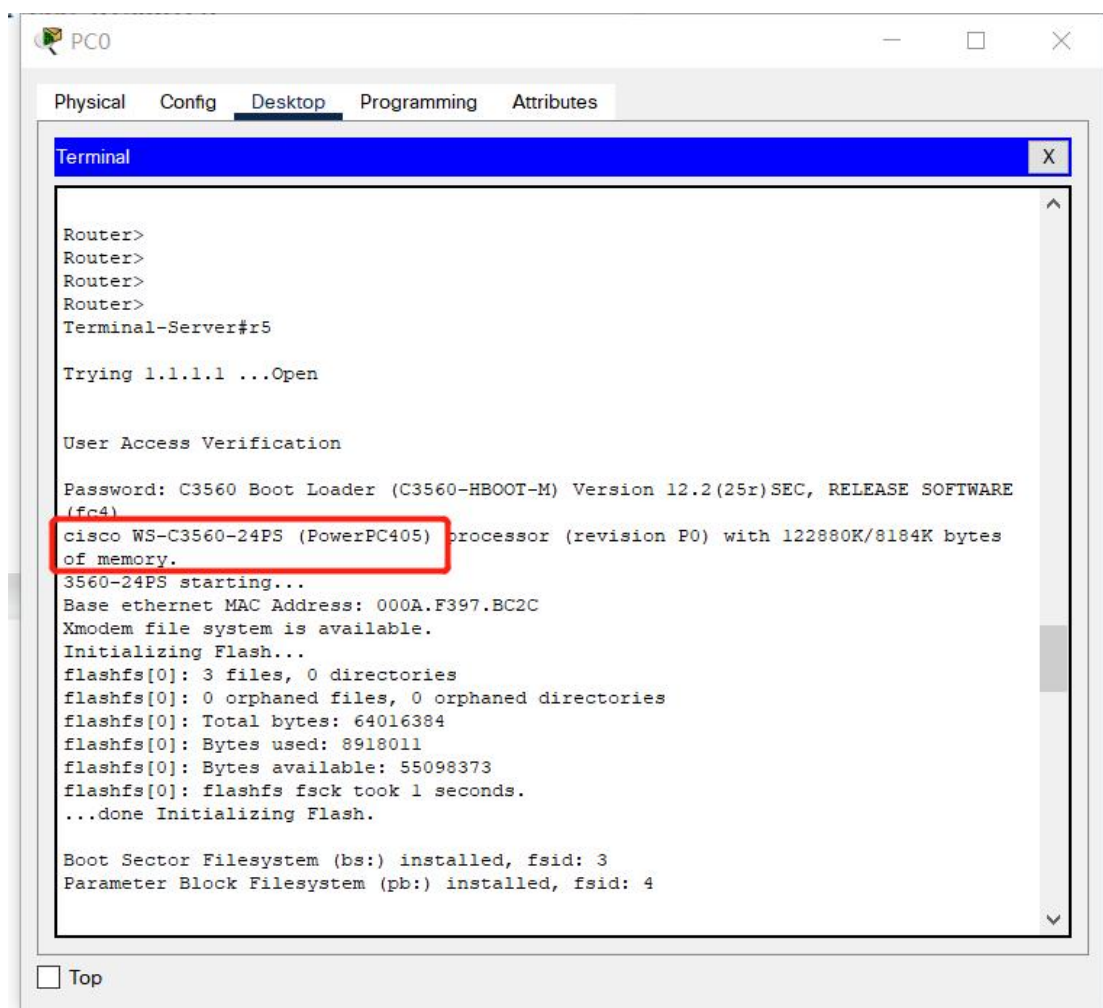 PC0
Physical Config Desktop Programming Attributes
Terminal X
Router>
Router>
Router>
Router>
Terminal-Server#r5
Trying 1.1.1.1 ...Open
User Access Verification
Password: C3560 Boot Loader (C3560-HBOOT-M) Version 12.2(25r)SEC, RELEASE SOFTWARE
(fc4)
cisco WS-C3560-24PS (PowerPC405) processor (revision P0) with 122880K/8184K bytes
of memory.
3560-24PS starting...
Base ethernet MAC Address: 000A.F397.BC2C
Xmodem file system is available.
Initializing Flash...
flashfs[0]: 3 files, 0 directories
flashfs[0]: 0 orphaned files, 0 orphaned directories
flashfs[0]: Total bytes: 64016384
flashfs[0]: Bytes used: 8918011
flashfs[0]: Bytes available: 55098373
flashfs[0]: flashfs fsck took 1 seconds.
...done Initializing Flash.
Boot Sector Filesystem (bs:) installed, fsid: 3
Parameter Block Filesystem (pb:) installed, fsid: 4
Top